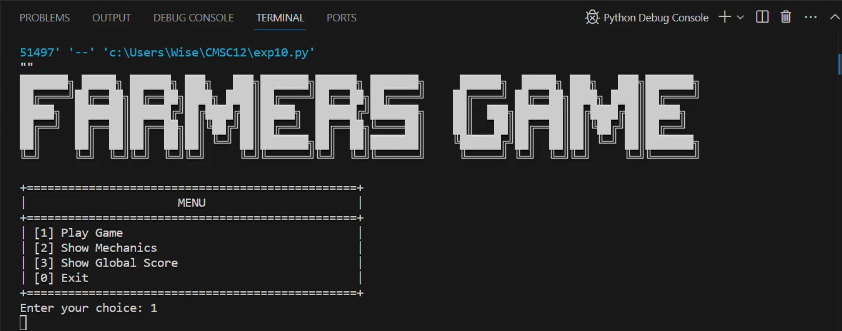 PROBLEMS OUTPUT DEBUG CONSOLE TERMINAL PORTS Python Debug Console
51497' '--' 'c:\Users\Wise\CMSC12\exp10.py'
""
FARMERS GAME
+================================================+
| MENU |
+================================================+
| [1] Play Game |
| [2] Show Mechanics |
| [3] Show Global Score |
| [0] Exit |
+================================================+
Enter your choice: 1